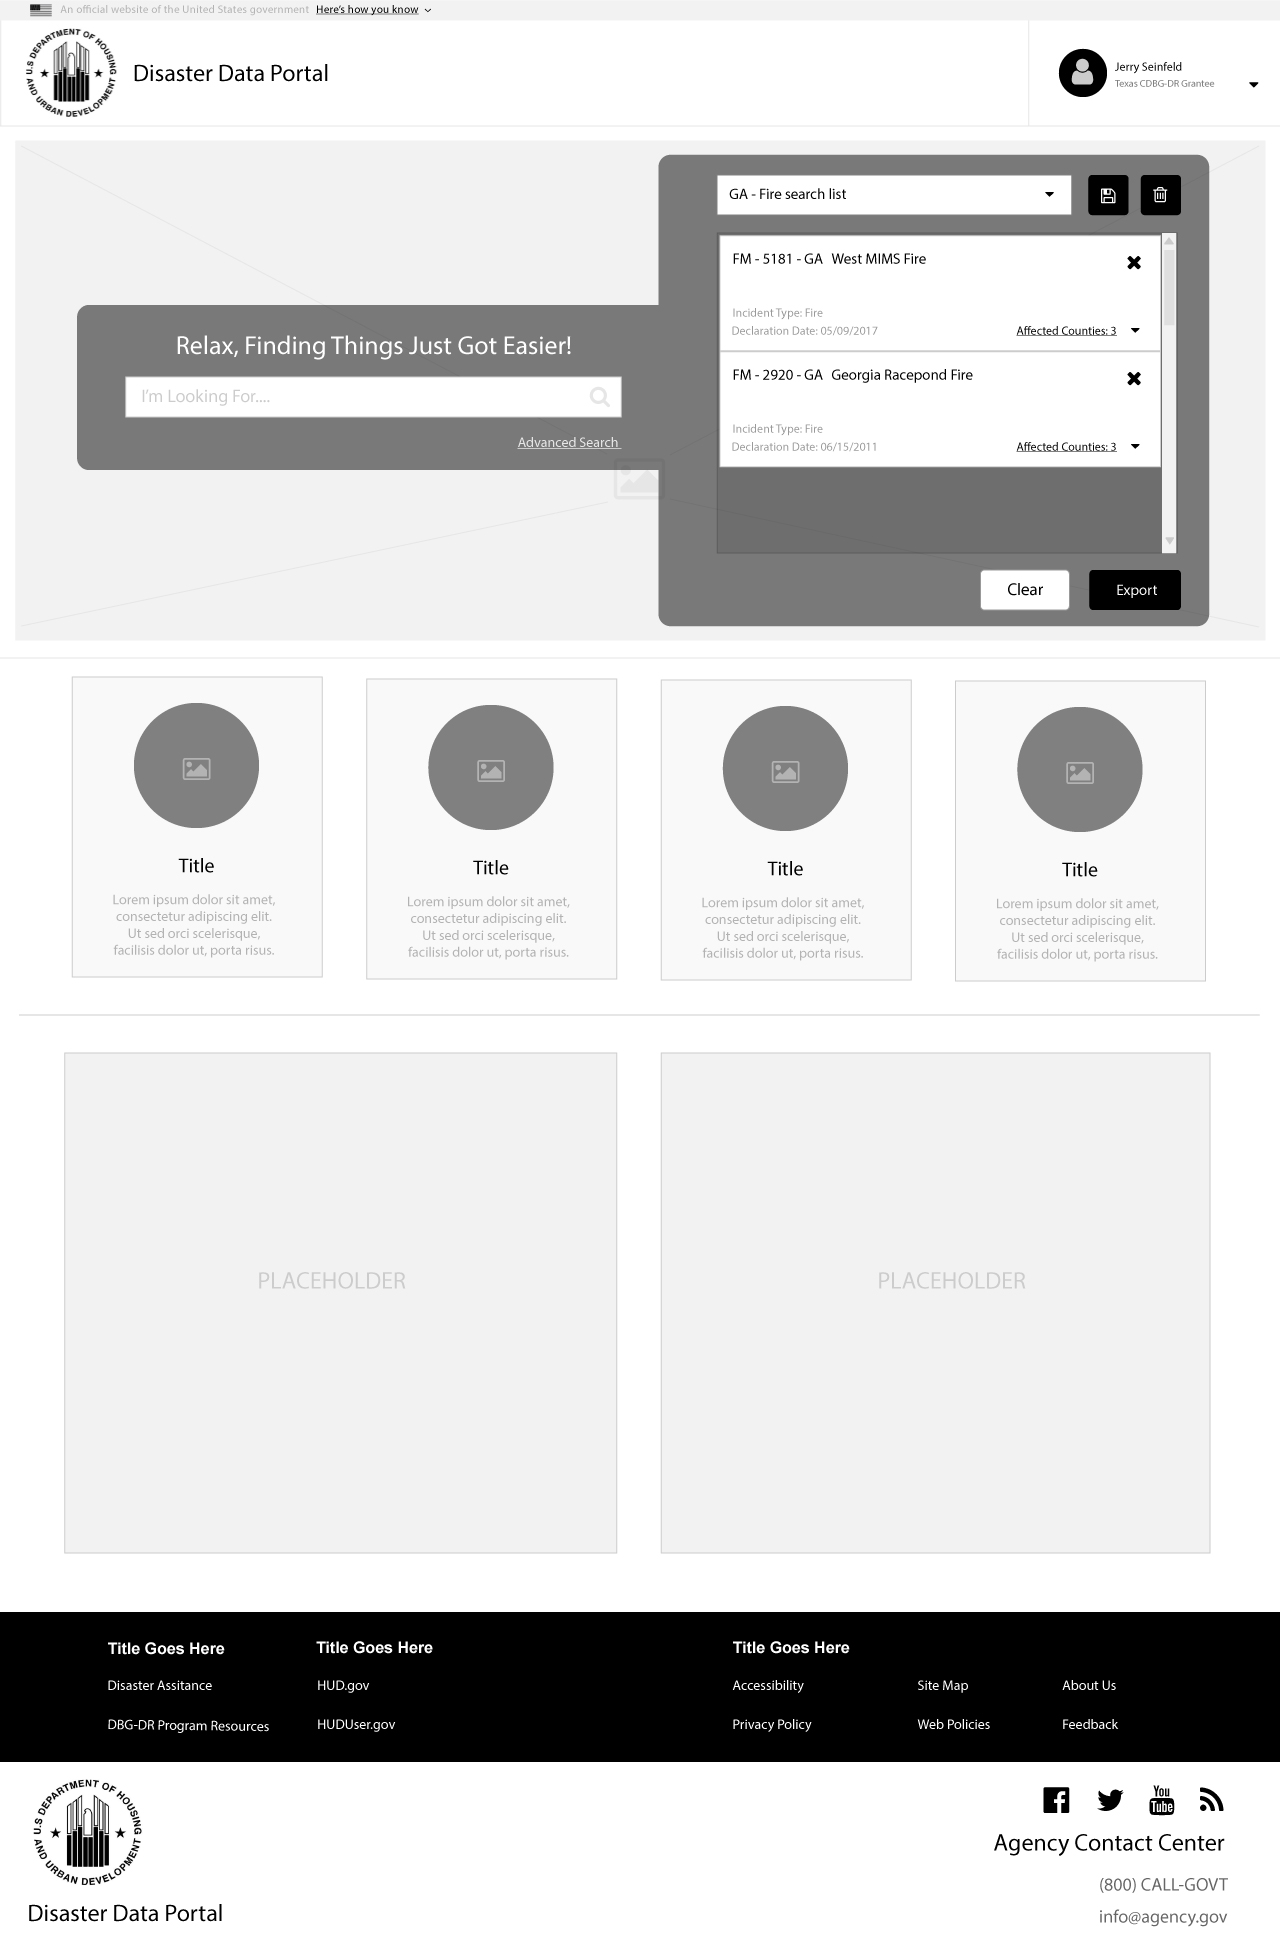 An official website of the United States government Here's how you know
U.S DEPARTMENT OF HOUSING
AND URBAN DEVELOPMENT
Disaster Data Portal
Jerry Seinfeld
Texas CDBG-DR Grantee
Relax, Finding Things Just Got Easier!
I'm Looking For....
Advanced Search
GA - Fire search list
FM - 5181 - GA West MIMS Fire
Incident Type: Fire
Declaration Date: 05/09/2017 Affected Counties: 3
FM - 2920 - GA Georgia Racepond Fire
Incident Type: Fire
Declaration Date: 06/15/2011 Affected Counties: 3
Clear Export
Title
Lorem ipsum dolor sit amet,
consectetur adipiscing elit.
Ut sed orci scelerisque,
facilisis dolor ut, porta risus.
Title
Lorem ipsum dolor sit amet,
consectetur adipiscing elit.
Ut sed orci scelerisque,
facilisis dolor ut, porta risus.
Title
Lorem ipsum dolor sit amet,
consectetur adipiscing elit.
Ut sed orci scelerisque,
facilisis dolor ut, porta risus.
Title
Lorem ipsum dolor sit amet,
consectetur adipiscing elit.
Ut sed orci scelerisque,
facilisis dolor ut, porta risus.
PLACEHOLDER PLACEHOLDER
Title Goes Here
Disaster Assitance
DBG-DR Program Resources
Title Goes Here
HUD.gov
HUDUser.gov
Title Goes Here
Accessibility Site Map About Us
Privacy Policy Web Policies Feedback
U.S DEPARTMENT OF HOUSING
AND URBAN DEVELOPMENT
Disaster Data Portal
You
Tube
Agency Contact Center
(800) CALL-GOVT
info@agency.gov